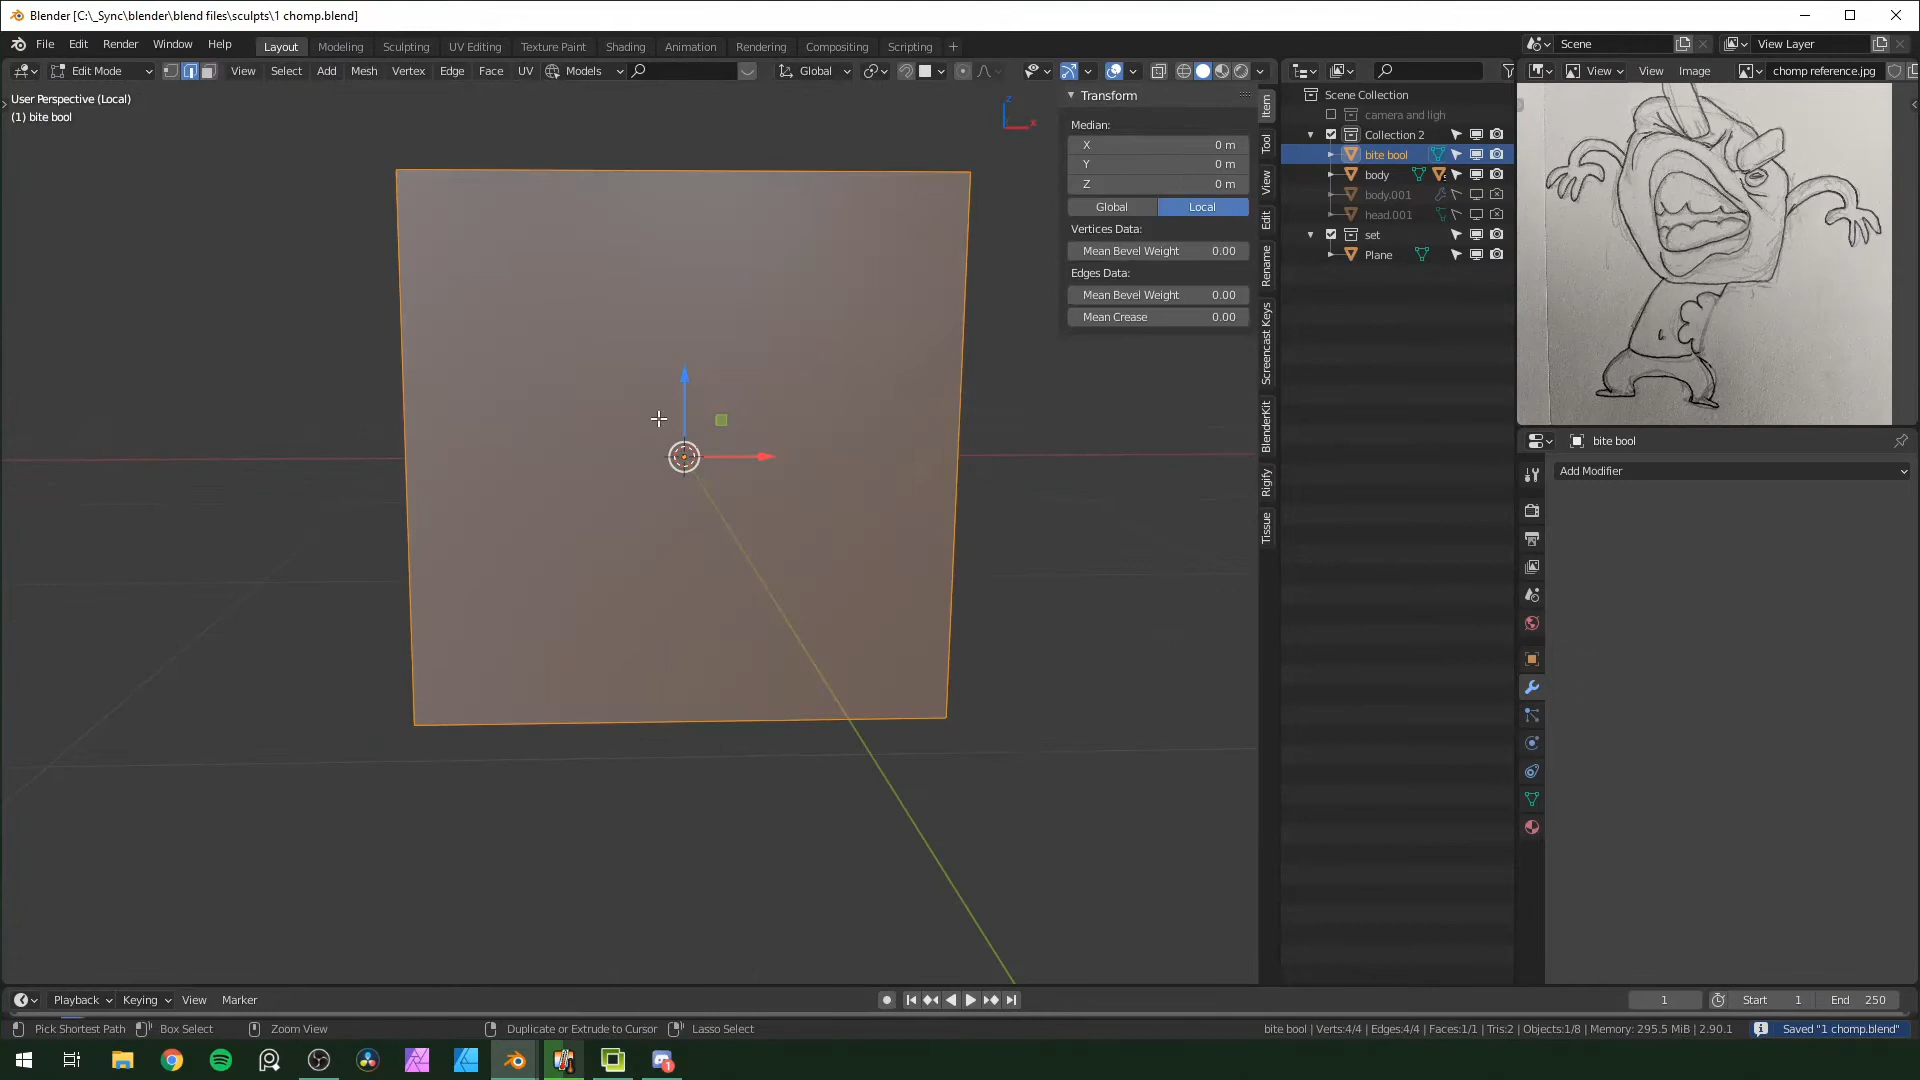 Blender [C:\_Sync\blender\blend files\sculpts\1 chomp.blend]
File Edit Render Window Help
Layout Modeling Sculpting UV Editing Texture Paint Shading Animation Rendering Compositing Scripting +
Scene
View Layer
Edit Mode View Select Add Mesh Vertex Edge Face UV Models Global
View View Image chomp reference.jpg
User Perspective (Local)
(1) bite bool
Z
X
Transform
Median:
X 0 m
Y 0 m
Z 0 m
Global Local
Vertices Data:
Mean Bevel Weight 0.00
Edges Data:
Mean Bevel Weight 0.00
Mean Crease 0.00
Item
Tool
View
Edit
Rename
Screencast Keys
BlenderKit
Rigify
Tissue
Scene Collection
camera and ligh
Collection 2
bite bool
body
body.001
head.001
set
Plane
bite bool
Add Modifier
Playback Keying View Marker
1 Start 1 End 250
Pick Shortest Path Box Select Zoom View Duplicate or Extrude to Cursor Lasso Select
bite bool | Verts:4/4 | Edges:4/4 | Faces:1/1 | Tris:2 | Objects:1/8 | Memory: 295.5 MiB | 2.90.1 Saved "1 chomp.blend"
1